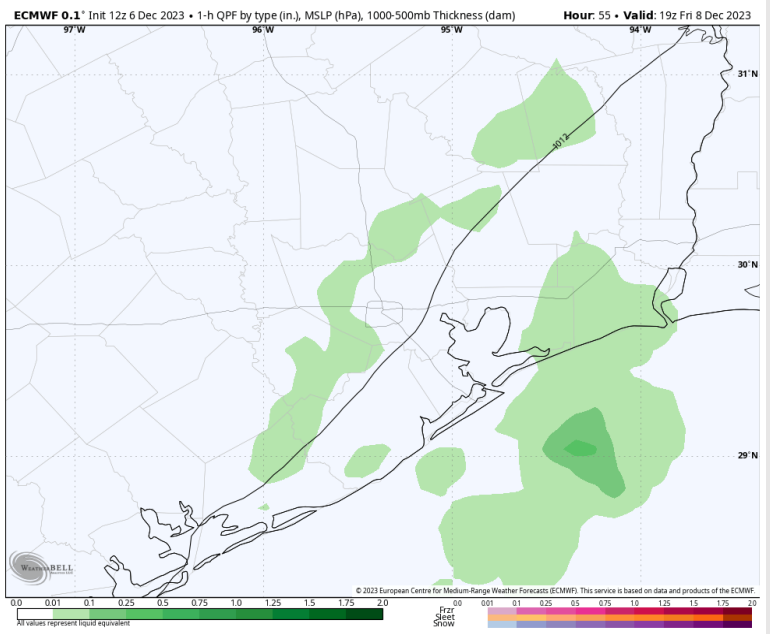 ECMWF 0.1° Init 12z 6 Dec 2023 • 1-h QPF by type (in.), MSLP (hPa), 1000-500mb Thickness (dam) Hour: 55 • Valid: 19z Fri 8 Dec 2023
97°W 96°W 95°W 94°W
31°N
1012
30°N
29°N
WEATHERBELL
© 2023 European Centre for Medium-Range Weather Forecasts (ECMWF). This service is based on data and products of the ECMWF.
0.0 0.01 0.1 0.25 0.5 0.75 1.0 1.25 1.5 1.75 2.0 0.0 0.01 0.1 0.25 0.5 0.75 1.0 1.25 1.5 1.75 2.0
Frzr
Sleet
Snow
All values represent liquid equivalent